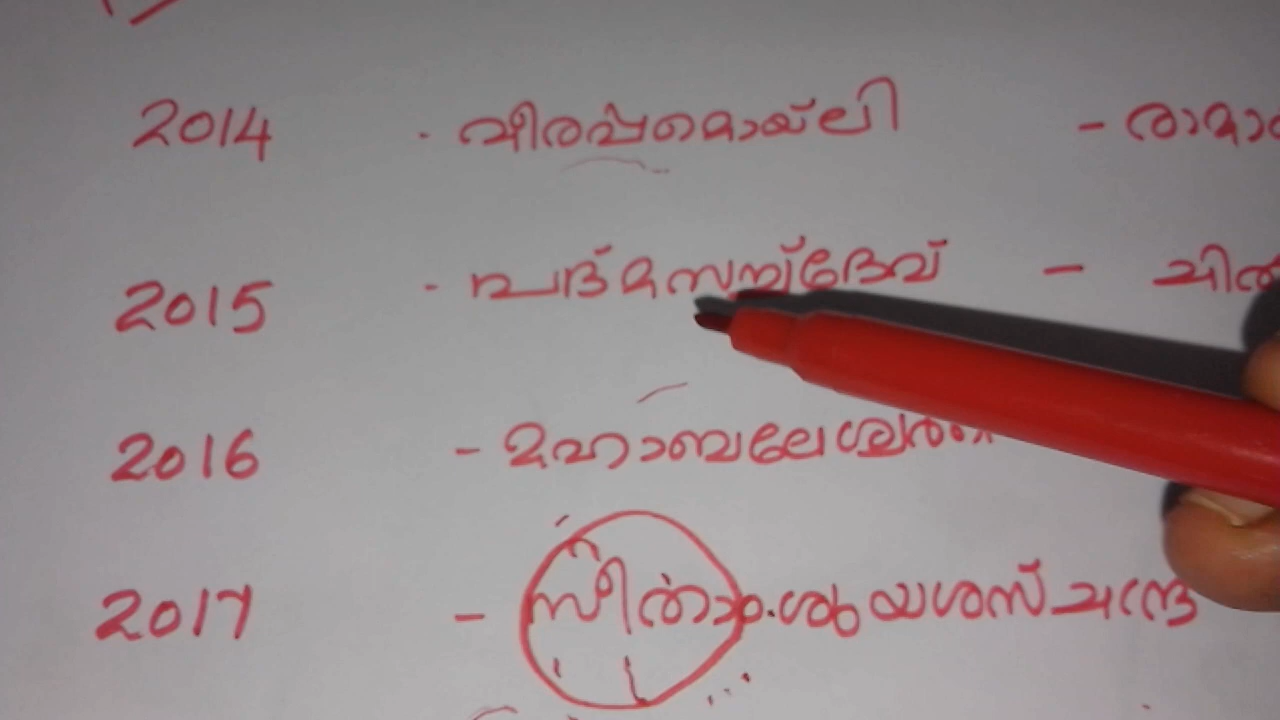 2014 · വീരപ്പമൊയ്‌ലി - രാമാ
2015 · പദ്മസച്ച്ദേവ് - ചിത
2016 - മഹാബലേശ്വർ
2017 - സീതാംശു യശസ് ചന്ദ്ര